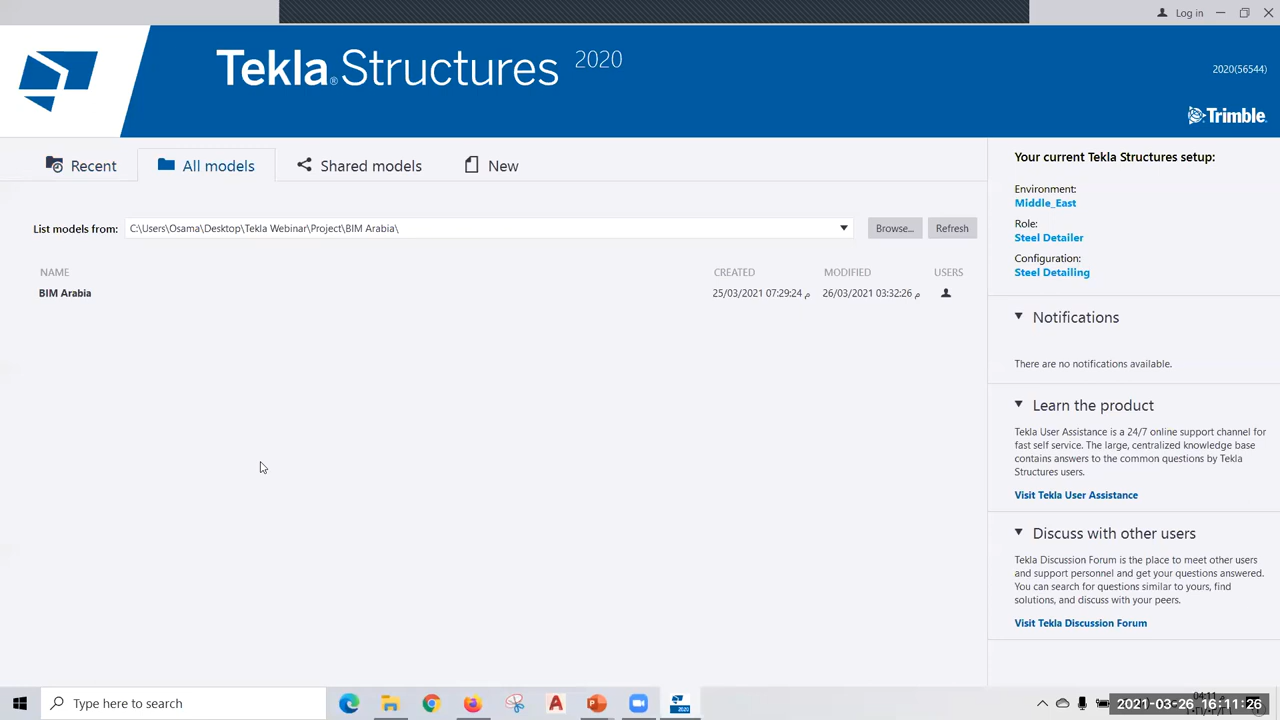 Log in
Tekla® Structures 2020
2020(56544)
Trimble
Recent
All models
Shared models
New
List models from:
C:\Users\Osama\Desktop\Tekla Webinar\Project\BIM Arabia\
Browse...
Refresh
NAME
CREATED
MODIFIED
USERS
BIM Arabia
25/03/2021 07:29:24 م
26/03/2021 03:32:26 م
Your current Tekla Structures setup:
Environment:
Middle_East
Role:
Steel Detailer
Configuration:
Steel Detailing
Notifications
There are no notifications available.
Learn the product
Tekla User Assistance is a 24/7 online support channel for
fast self service. The large, centralized knowledge base
contains answers to the common questions by Tekla
Structures users.
Visit Tekla User Assistance
Discuss with other users
Tekla Discussion Forum is the place to meet other users
and support personnel and get your questions answered.
You can search for questions similar to yours, find
solutions, and discuss with your peers.
Visit Tekla Discussion Forum
Type here to search
2020
2021-03-26 16:11:26